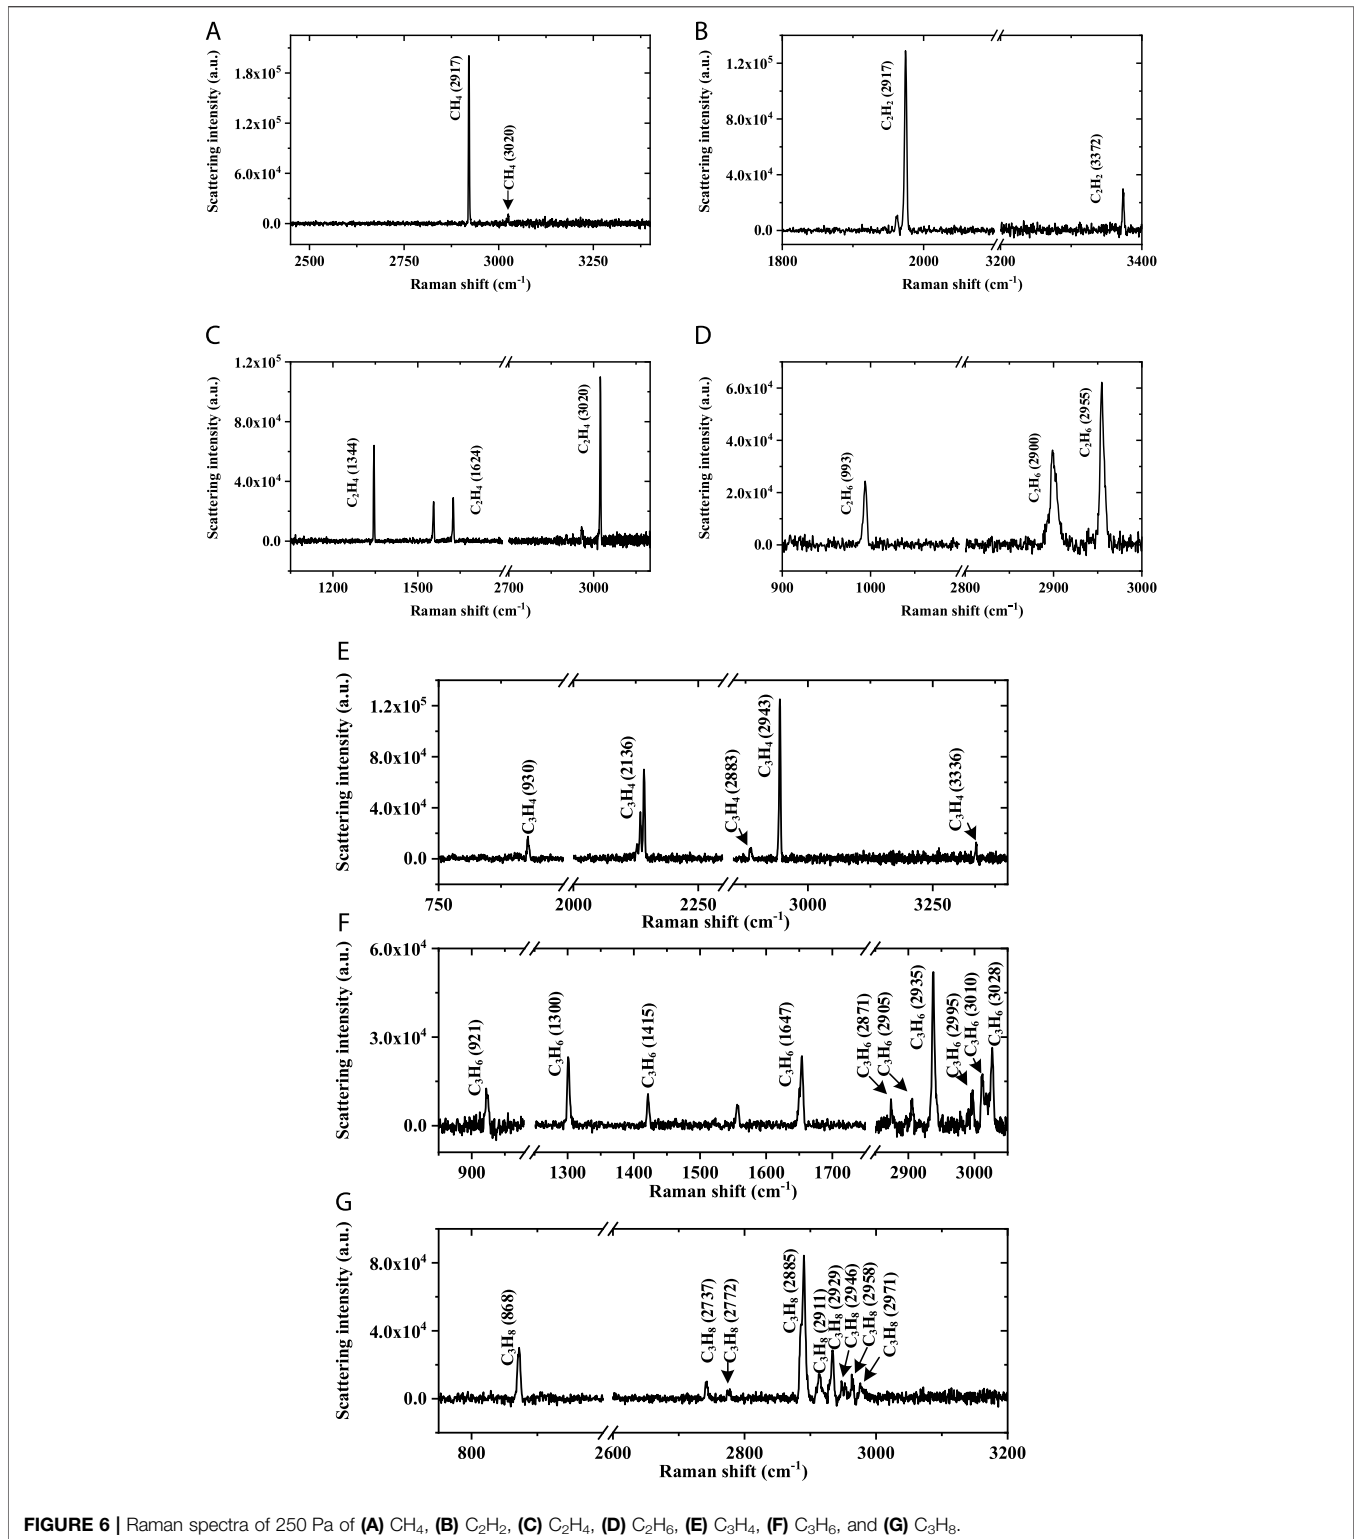 A
Scattering intensity (a.u.)
1.8x10⁵
1.2x10⁵
6.0x10⁴
0.0
CH₄ (2917)
CH₄ (3020)
2500 2750 3000 3250
Raman shift (cm⁻¹)
B
Scattering intensity (a.u.)
1.2x10⁵
8.0x10⁴
4.0x10⁴
0.0
C₂H₂ (2917)
C₂H₂ (3372)
1800 2000 3200 3400
Raman shift (cm⁻¹)
C
Scattering intensity (a.u.)
1.2x10⁵
8.0x10⁴
4.0x10⁴
0.0
C₂H₄ (1344)
C₂H₄ (1624)
C₂H₄ (3020)
1200 1500 2700 3000
Raman shift (cm⁻¹)
D
Scattering intensity (a.u.)
6.0x10⁴
4.0x10⁴
2.0x10⁴
0.0
C₂H₆ (993)
C₂H₆ (2900)
C₂H₆ (2955)
900 1000 2800 2900 3000
Raman shift (cm⁻¹)
E
Scattering intensity (a.u.)
1.2x10⁵
8.0x10⁴
4.0x10⁴
0.0
C₃H₄ (930)
C₃H₄ (2136)
C₃H₄ (2883)
C₃H₄ (2943)
C₃H₄ (3336)
750 2000 2250 3000 3250
Raman shift (cm⁻¹)
F
Scattering intensity (a.u.)
6.0x10⁴
3.0x10⁴
0.0
C₃H₆ (921)
C₃H₆ (1300)
C₃H₆ (1415)
C₃H₆ (1647)
C₃H₆ (2871)
C₃H₆ (2905)
C₃H₆ (2935)
C₃H₆ (2995)
C₃H₆ (3010)
C₃H₆ (3028)
900 1300 1400 1500 1600 1700 2900 3000
Raman shift (cm⁻¹)
G
Scattering intensity (a.u.)
8.0x10⁴
4.0x10⁴
0.0
C₃H₈ (868)
C₃H₈ (2737)
C₃H₈ (2772)
C₃H₈ (2885)
C₃H₈ (2911)
C₃H₈ (2929)
C₃H₈ (2946)
C₃H₈ (2958)
C₃H₈ (2971)
800 2600 2800 3000 3200
Raman shift (cm⁻¹)
FIGURE 6 | Raman spectra of 250 Pa of (A) CH₄, (B) C₂H₂, (C) C₂H₄, (D) C₂H₆, (E) C₃H₄, (F) C₃H₆, and (G) C₃H₈.